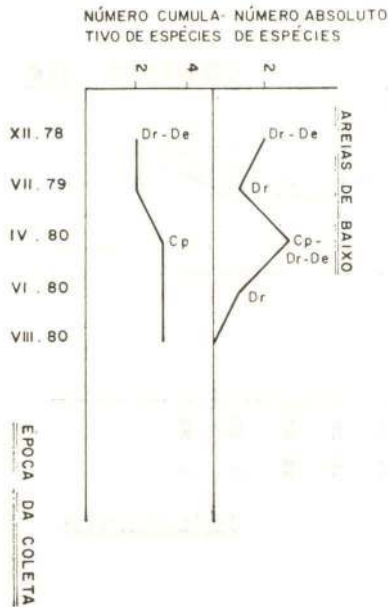 NÚMERO CUMULA- NÚMERO ABSOLUTO
TIVO DE ESPÉCIES DE ESPÉCIES
2 4 2
AREIAS DE BAIXO
XII.78 Dr-De Dr-De
VII.79 Dr
IV.80 Cp Cp-
Dr-De
VI.80 Dr
VIII.80
ÉPOCA DA COLETA